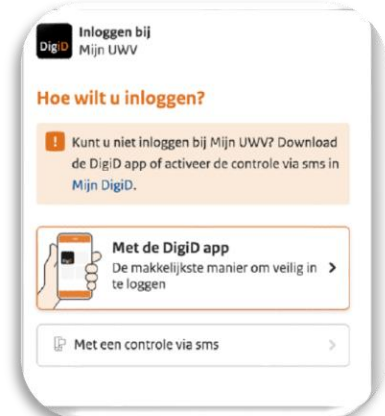 DigiD
Inloggen bij
Mijn UWV
Hoe wilt u inloggen?
! Kunt u niet inloggen bij Mijn UWV? Download
de DigiD app of activeer de controle via sms in
Mijn DigiD.
Met de DigiD app
De makkelijkste manier om veilig in
te loggen
Met een controle via sms